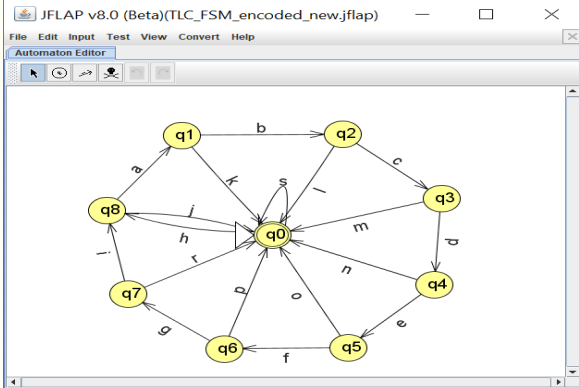 JFLAP v8.0 (Beta)(TLC_FSM_encoded_new.jflap)
File Edit Input Test View Convert Help
Automaton Editor
b
q1
q2
a
k
s
l
c
q8
j
q3
h
q0
m
d
i
r
n
q7
p
o
q4
g
e
q6
f
q5